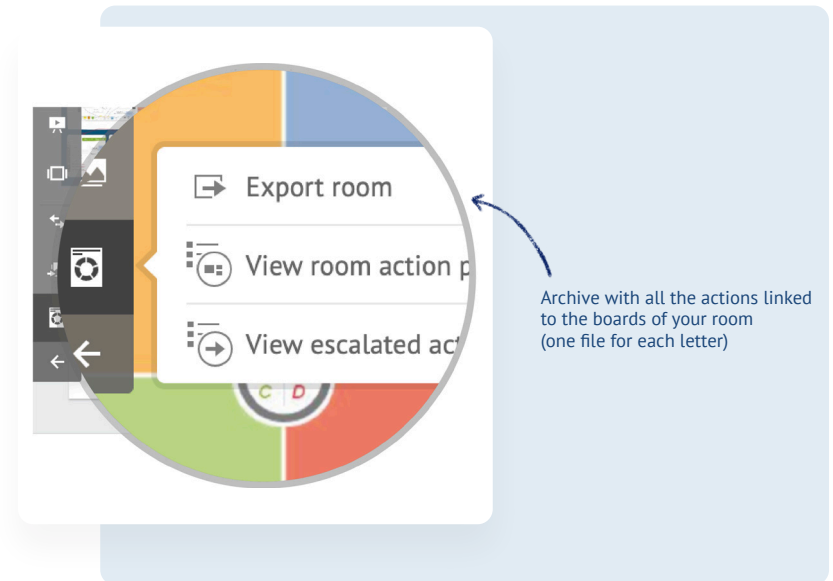 Export room
View room action p
View escalated act
C D
Archive with all the actions linked
to the boards of your room
(one file for each letter)